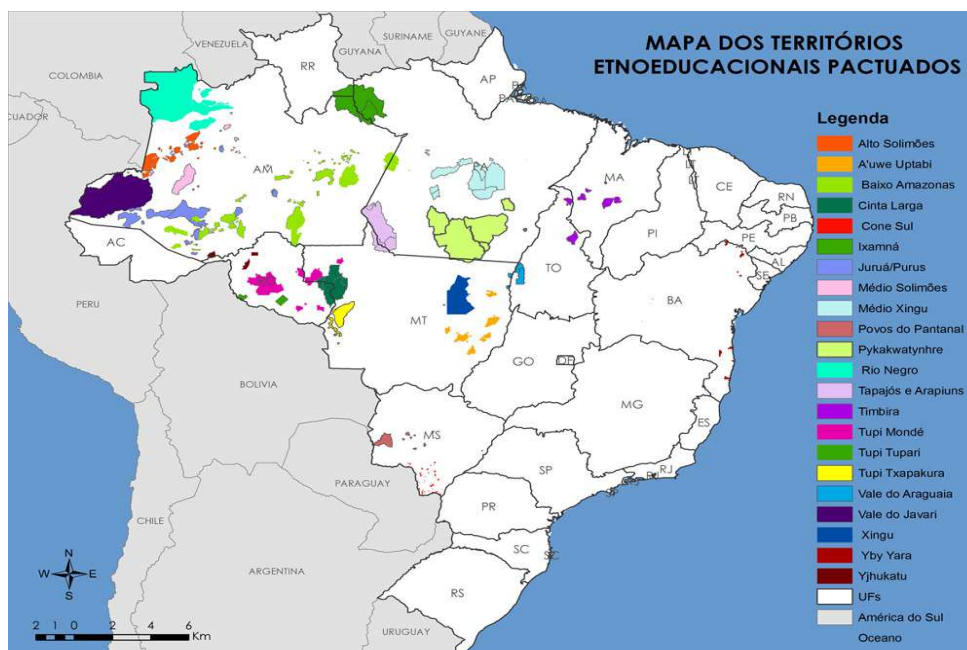 MAPA DOS TERRITÓRIOS
ETNOEDUCACIONAIS PACTUADOS
VENEZUELA
SURINAME
GUYANE
GUYANA
COLOMBIA
RR
AP
AM
PA
MA
CE
RN
PB
PE
AL
SE
PI
AC
TO
BA
MT
GO
DF
MG
ES
MS
SP
RJ
PR
SC
RS
PERU
BOLIVIA
PARAGUAY
CHILE
ARGENTINA
URUGUAY
Legenda
Alto Solimões
A'uwe Uptabi
Baixo Amazonas
Cinta Larga
Cone Sul
Ixamná
Juruá/Purus
Médio Solimões
Médio Xingu
Povos do Pantanal
Pykakwatynhre
Rio Negro
Tapajós e Arapiuns
Timbira
Tupi Mondé
Tupi Tupari
Tupi Txapakura
Vale do Araguaia
Vale do Javari
Xingu
Yby Yara
Yjhukatu
UFs
América do Sul
Oceano
N
W E
S
2 1 0 2 4 6
Km